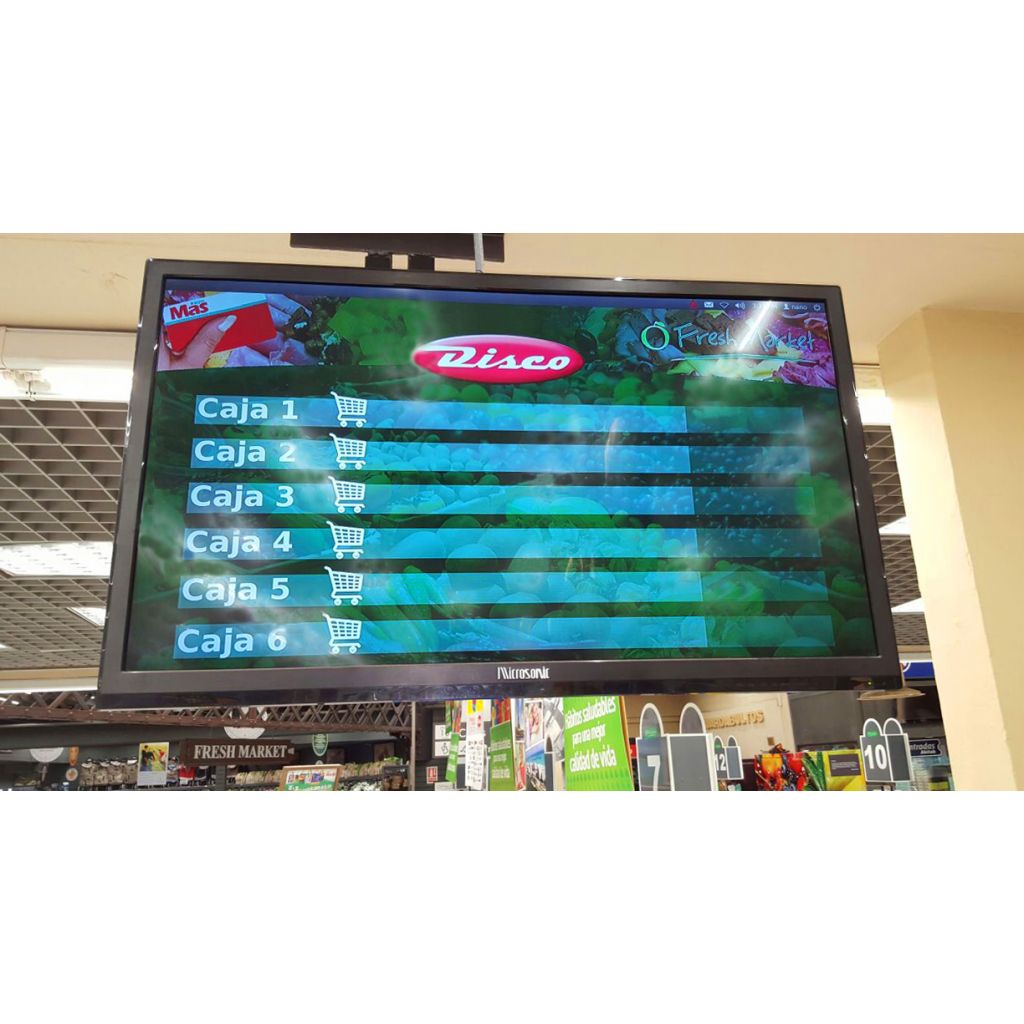 Más
nano
Disco
Fresh Market
Caja 1
Caja 2
Caja 3
Caja 4
Caja 5
Caja 6
Microsonic
FRESH MARKET
hábitos saludables
para una mejor
calidad de vida
7
12
10